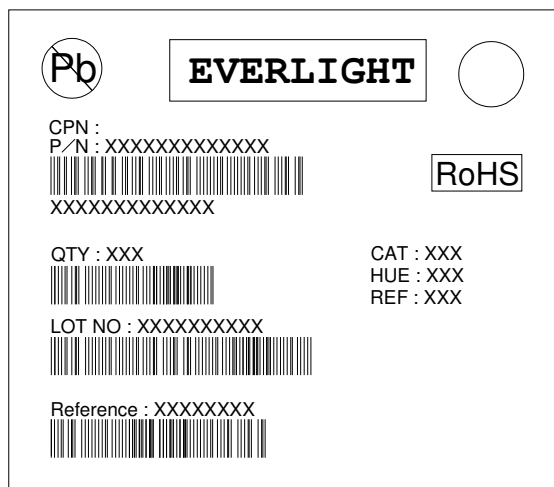 Pb
EVERLIGHT
CPN :
P/N : XXXXXXXXXXXXX
RoHS
XXXXXXXXXXXXX
QTY : XXX
CAT : XXX
HUE : XXX
REF : XXX
LOT NO : XXXXXXXXXX
Reference : XXXXXXXX